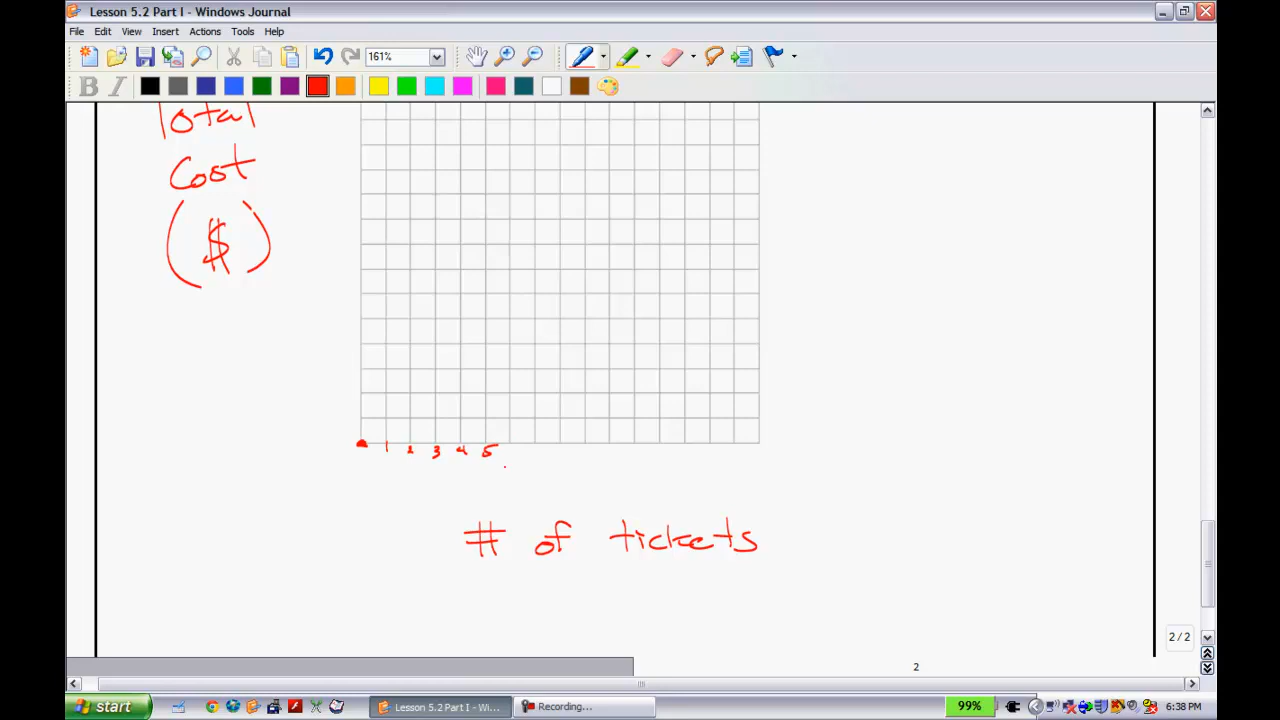 Lesson 5.2 Part I - Windows Journal
File Edit View Insert Actions Tools Help
161%
B I
Total
Cost
($)
1 2 3 4 5
# of tickets
2/2
2
start
Lesson 5.2 Part I - Wi...
Recording...
99%
6:38 PM